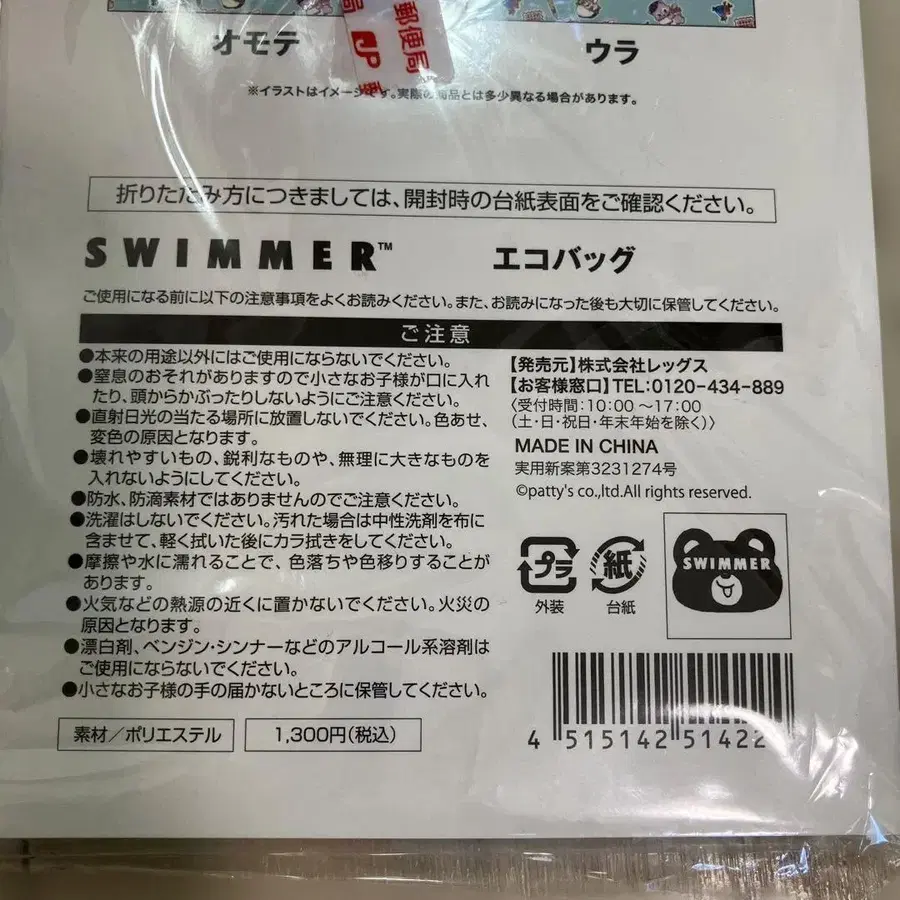 オモテ
ウラ
郵便局
局
JP
※イラストはイメージです。実際の商品とは多少異なる場合があります。
折りたたみ方につきましては、開封時の台紙表面をご確認ください。
SWIMMER™ エコバッグ
ご使用になる前に以下の注意事項をよくお読みください。また、お読みになった後も大切に保管してください。
ご注意
●本来の用途以外にはご使用にならないでください。
●窒息のおそれがありますので小さなお子様が口に入れ
たり、頭からかぶったりしないようにご注意ください。
●直射日光の当たる場所に放置しないでください。色あせ、
変色の原因となります。
●壊れやすいもの、鋭利なものや、無理に大きなものを
入れないようにしてください。
●防水、防滴素材ではありませんのでご注意ください。
●洗濯はしないでください。汚れた場合は中性洗剤を布に
含ませて、軽く拭いた後にカラ拭きをしてください。
●摩擦や水に濡れることで、色落ちや色移りすることが
あります。
●火気などの熱源の近くに置かないでください。火災の
原因となります。
●漂白剤、ベンジン・シンナーなどのアルコール系溶剤は
ご使用にならないでください。
●小さなお子様の手の届かないところに保管してください。
素材/ポリエステル
1,300円(税込)
【発売元】株式会社レッグス
【お客様窓口】TEL:0120-434-889
〈受付時間:10:00〜17:00
(土・日・祝日・年末年始を除く)〉
MADE IN CHINA
実用新案第3231274号
©patty's co.,ltd.All rights reserved.
プラ
外装
紙
台紙
SWIMMER
4 515142 51422